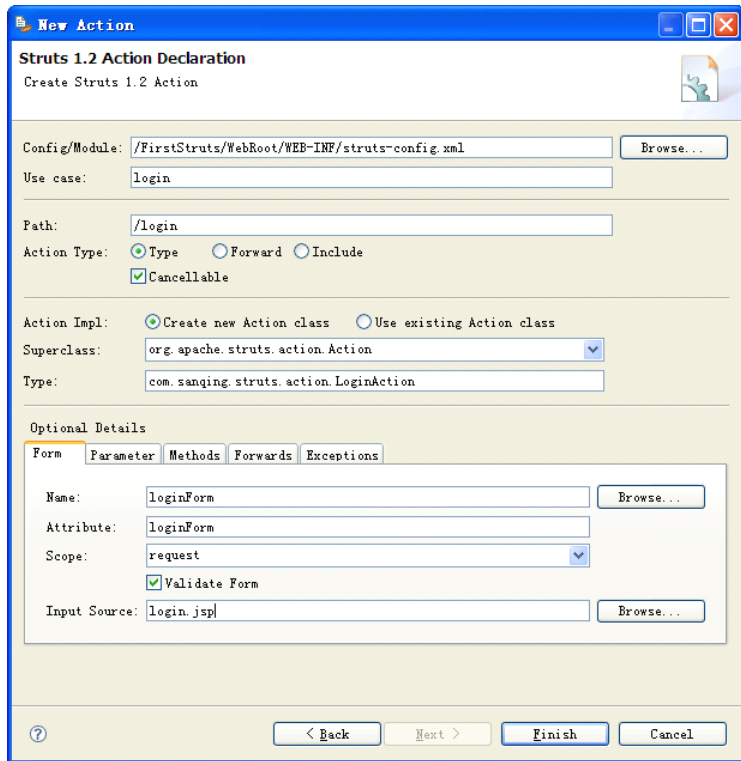 New Action
Struts 1.2 Action Declaration
Create Struts 1.2 Action
Config/Module: /FirstStruts/WebRoot/WEB-INF/struts-config.xml Browse...
Use case: login
Path: /login
Action Type: Type Forward Include
Cancellable
Action Impl: Create new Action class Use existing Action class
Superclass: org.apache.struts.action.Action
Type: com.sanqing.struts.action.LoginAction
Optional Details
Form Parameter Methods Forwards Exceptions
Name: loginForm Browse...
Attribute: loginForm
Scope: request
Validate Form
Input Source: login.jsp Browse...
? < Back Next > Finish Cancel